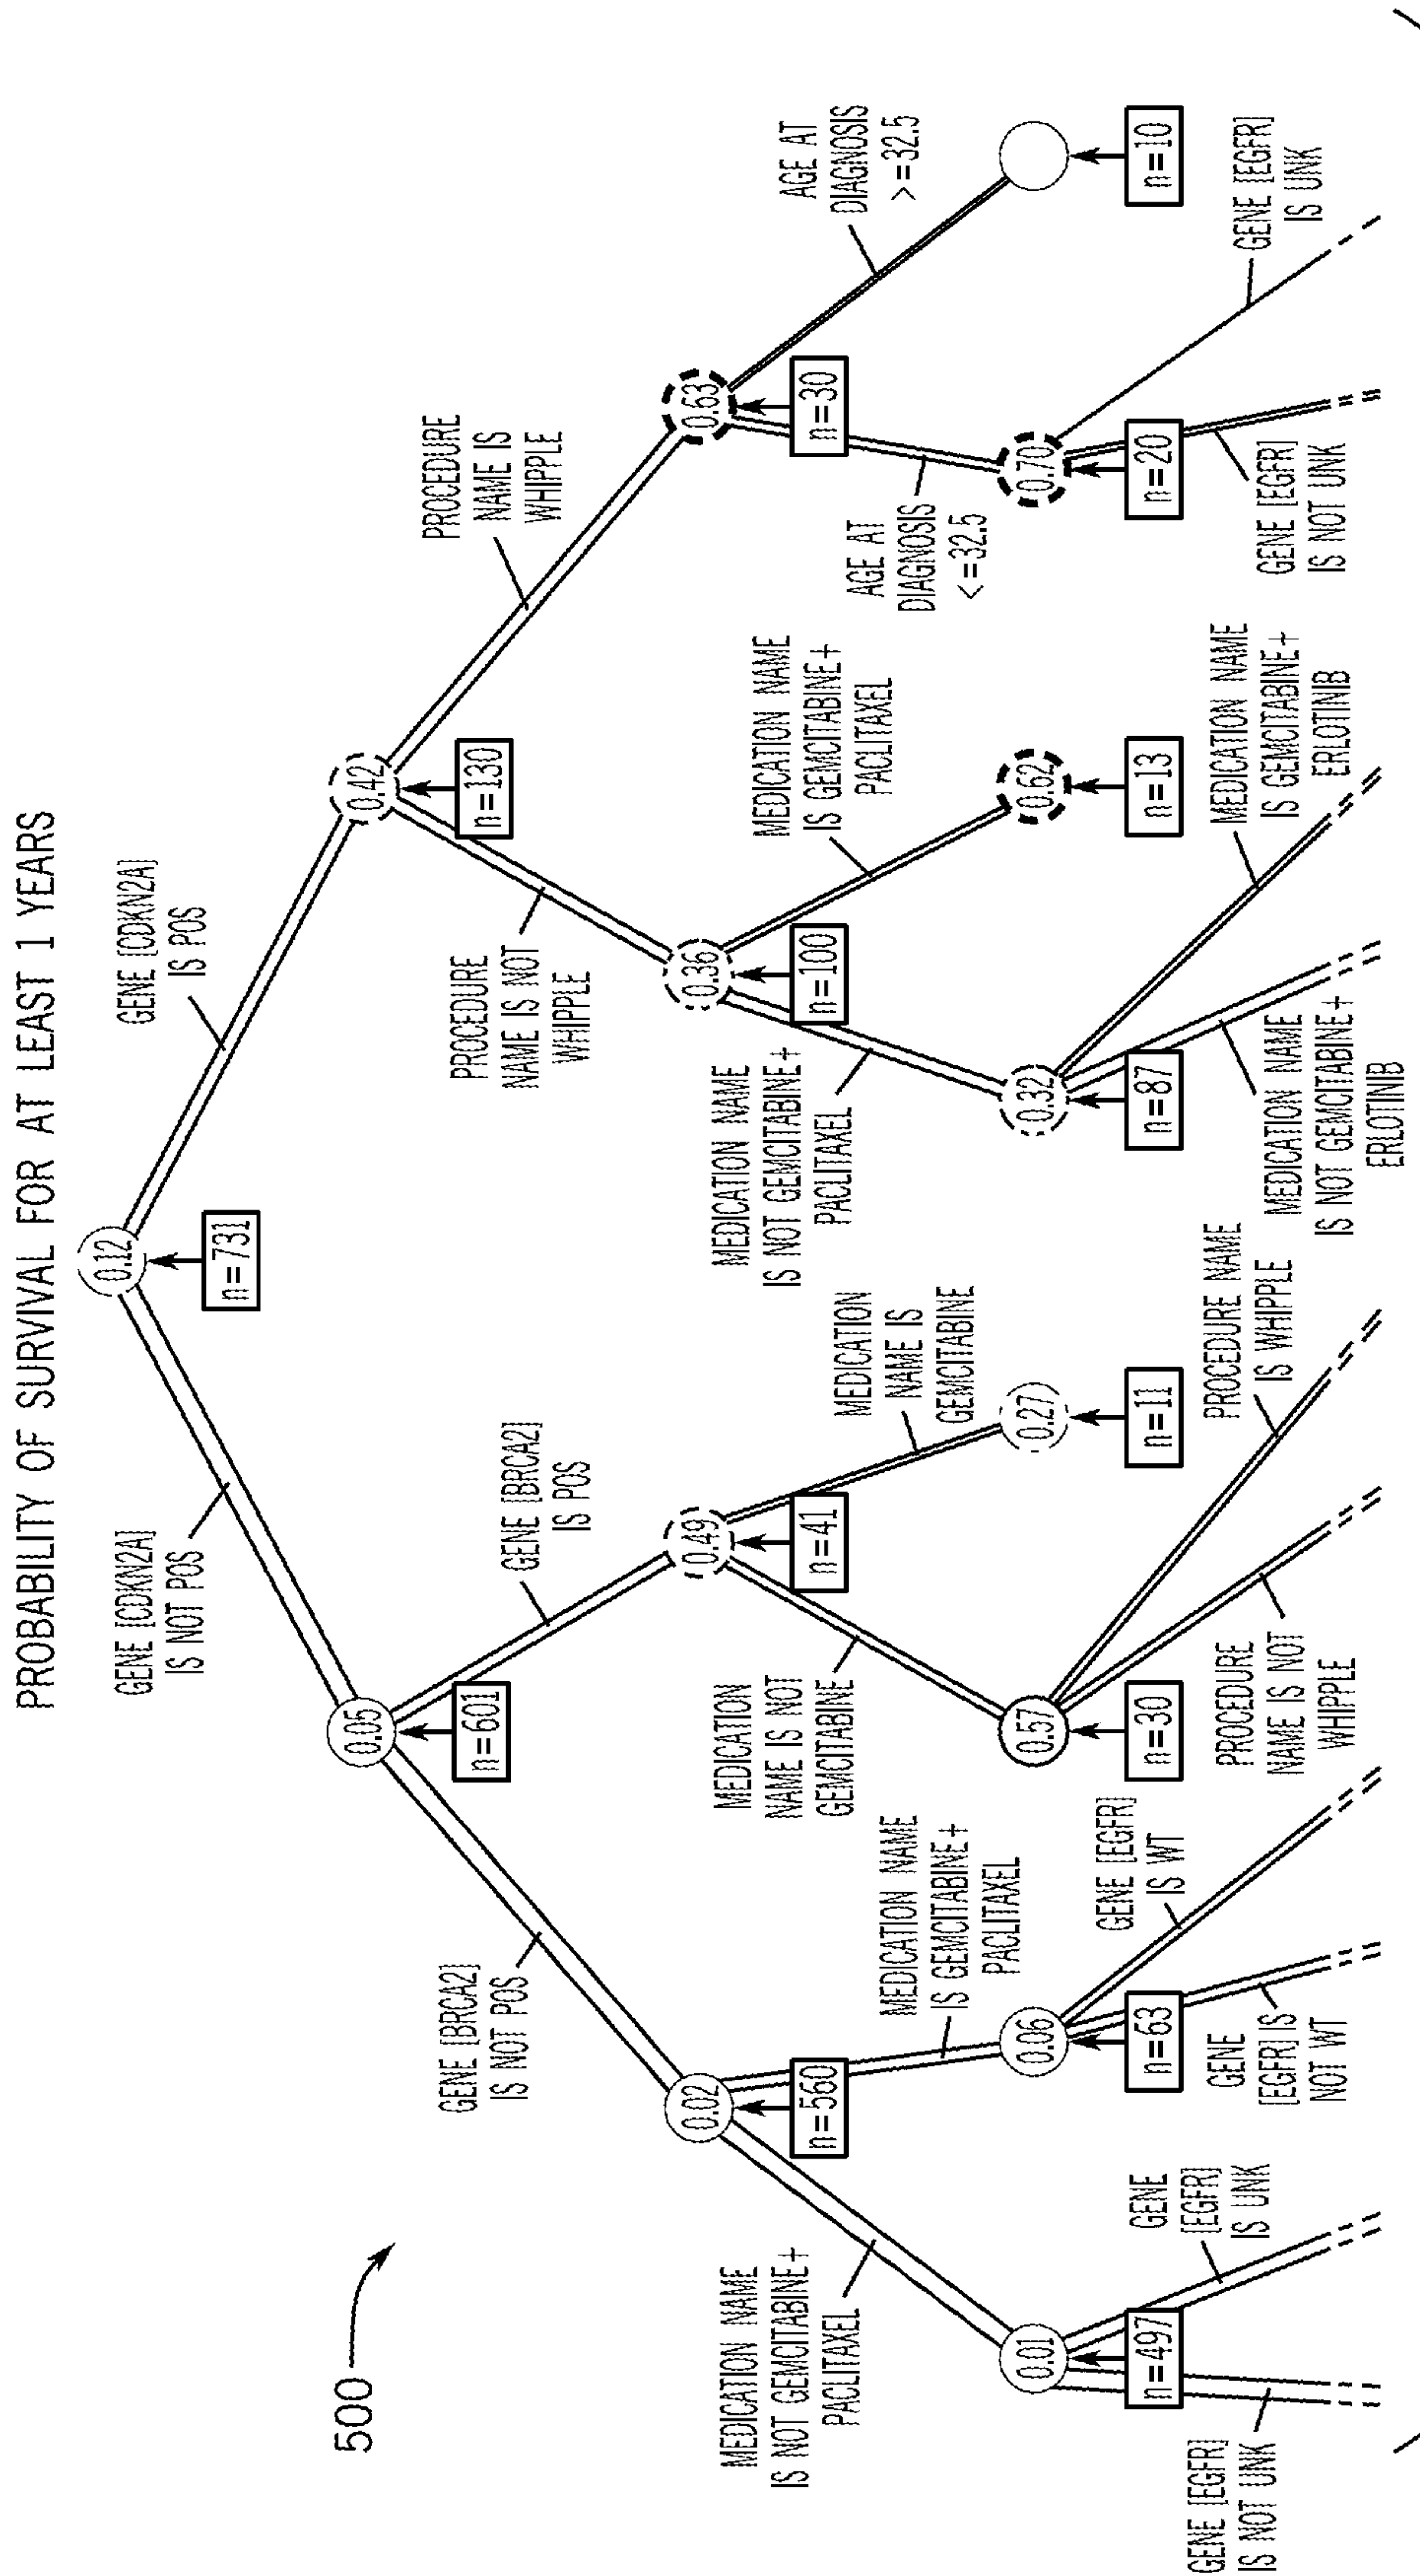 PROBABILITY OF SURVIVAL FOR AT LEAST 1 YEARS
500
0.12
n=731
GENE [CDKN2A]
IS NOT POS
GENE [CDKN2A]
IS POS
0.05
n=601
0.42
n=130
GENE [BRCA2]
IS NOT POS
GENE [BRCA2]
IS POS
PROCEDURE
NAME IS NOT
WHIPPLE
PROCEDURE
NAME IS
WHIPPLE
0.02
n=560
0.49
n=41
0.36
n=100
0.63
n=30
MEDICATION NAME
IS NOT GEMCITABINE+
PACLITAXEL
MEDICATION NAME
IS GEMCITABINE+
PACLITAXEL
MEDICATION
NAME IS NOT
GEMCITABINE
MEDICATION
NAME IS
GEMCITABINE
MEDICATION NAME
IS NOT GEMCITABINE+
PACLITAXEL
MEDICATION NAME
IS GEMCITABINE+
PACLITAXEL
AGE AT
DIAGNOSIS
<=32.5
AGE AT
DIAGNOSIS
>=32.5
0.01
n=497
0.06
n=63
0.57
n=30
0.27
n=11
0.32
n=87
0.62
n=13
0.70
n=20
n=10
GENE [EGFR]
IS NOT UNK
GENE
[EGFR]
IS UNK
GENE
[EGFR] IS
NOT WT
GENE [EGFR]
IS WT
PROCEDURE
NAME IS NOT
WHIPPLE
PROCEDURE NAME
IS WHIPPLE
MEDICATION NAME
IS NOT GEMCITABINE+
ERLOTINIB
MEDICATION NAME
IS GEMCITABINE+
ERLOTINIB
GENE [EGFR]
IS NOT UNK
GENE [EGFR]
IS UNK